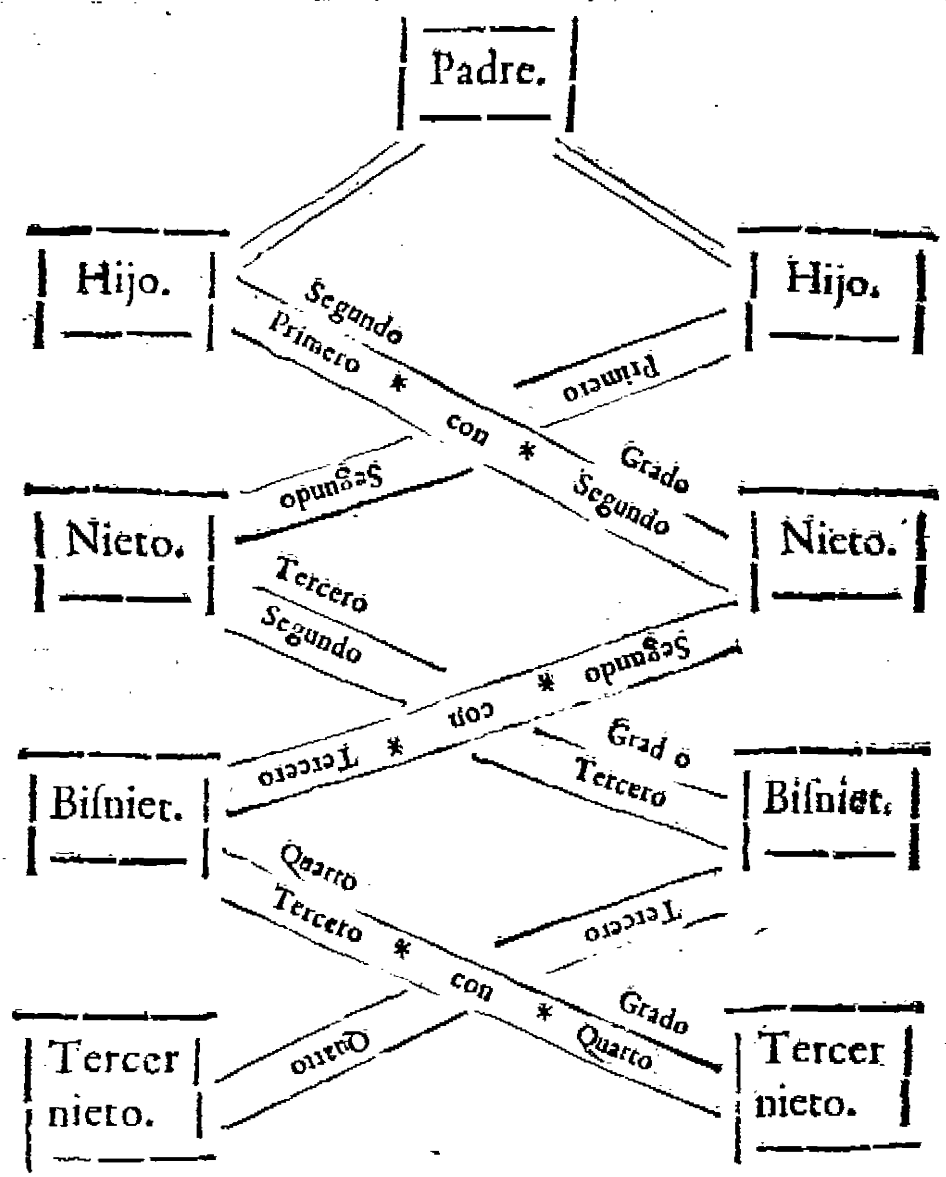 Padre.
Hijo.
Hijo.
Segundo Grado
Primero * con * Segundo
Primero
Segundo
Nieto.
Nieto.
Tercero Grad o
Segundo Tercero
Segundo * con * Tercero
Biſniet.
Biſniet.
Quarto Grado
Tercero * con * Quarto
Tercero
Quarto
Tercer
nieto.
Tercer
nieto.